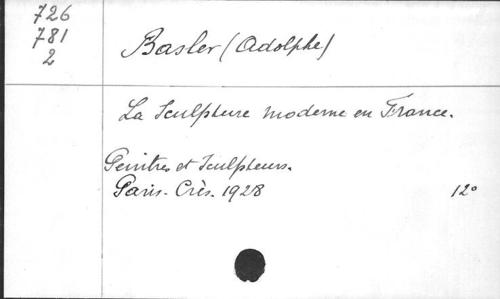 726
781
2
Basler (Adolphe)
La Sculpture moderne en France.
Peintres et Sculpteurs.
Paris. Crès. 1928 12°